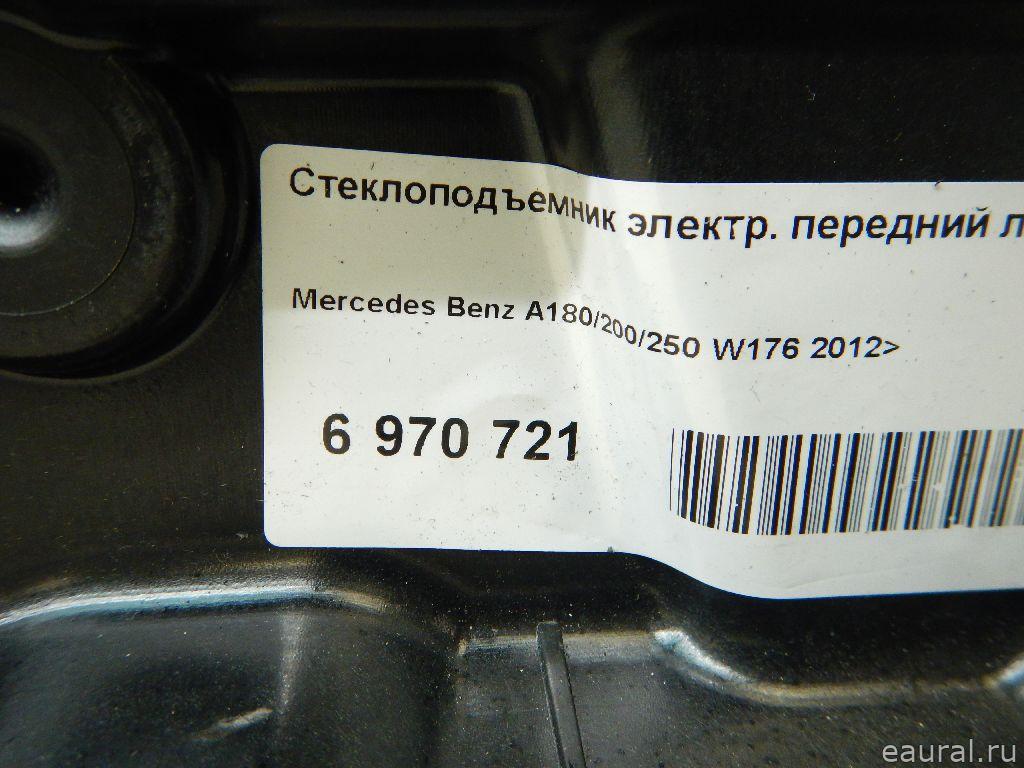 Стеклоподъемник электр. передний л
Mercedes Benz A180/200/250 W176 2012>
6 970 721
eaural.ru